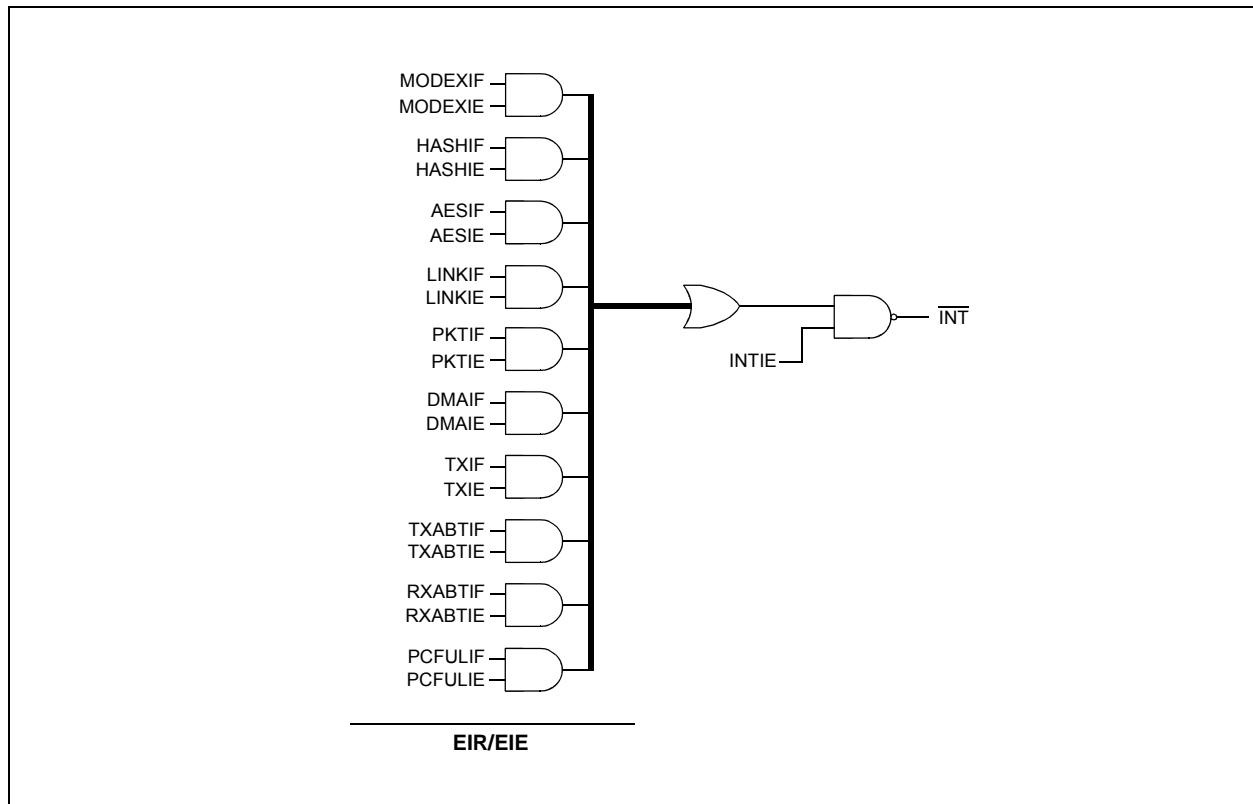 MODEXIF
MODEXIE
HASHIF
HASHIE
AESIF
AESIE
LINKIF
LINKIE
PKTIF
PKTIE
DMAIF
DMAIE
TXIF
TXIE
TXABTIF
TXABTIE
RXABTIF
RXABTIE
PCFULIF
PCFULIE
INTIE
INT
EIR/EIE